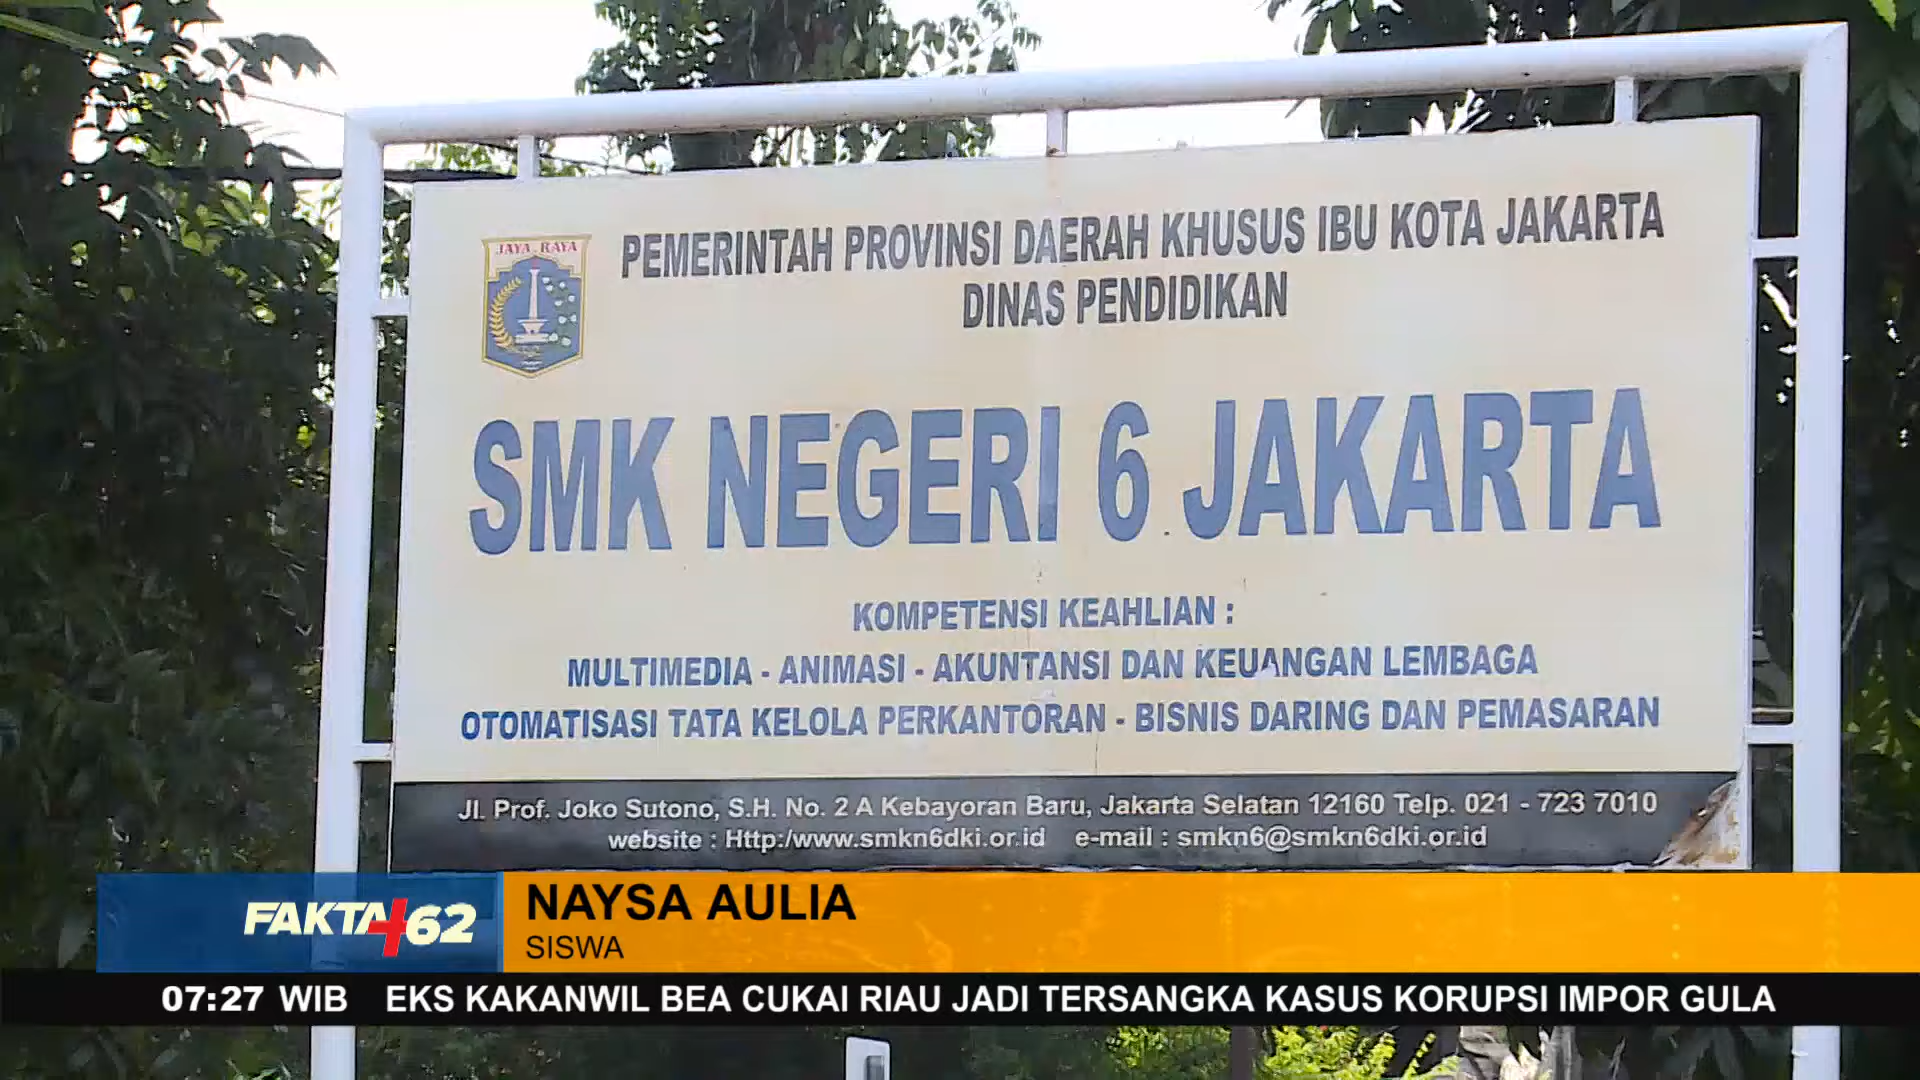 JAYA RAYA
PEMERINTAH PROVINSI DAERAH KHUSUS IBU KOTA JAKARTA
DINAS PENDIDIKAN
SMK NEGERI 6 JAKARTA
KOMPETENSI KEAHLIAN :
MULTIMEDIA - ANIMASI - AKUNTANSI DAN KEUANGAN LEMBAGA
OTOMATISASI TATA KELOLA PERKANTORAN - BISNIS DARING DAN PEMASARAN
Jl. Prof. Joko Sutono, S.H. No. 2 A Kebayoran Baru, Jakarta Selatan 12160 Telp. 021 - 723 7010
website : Http:/www.smkn6dki.or.id e-mail : smkn6@smkn6dki.or.id
FAKTA+62
NAYSA AULIA
SISWA
07:27 WIB EKS KAKANWIL BEA CUKAI RIAU JADI TERSANGKA KASUS KORUPSI IMPOR GULA